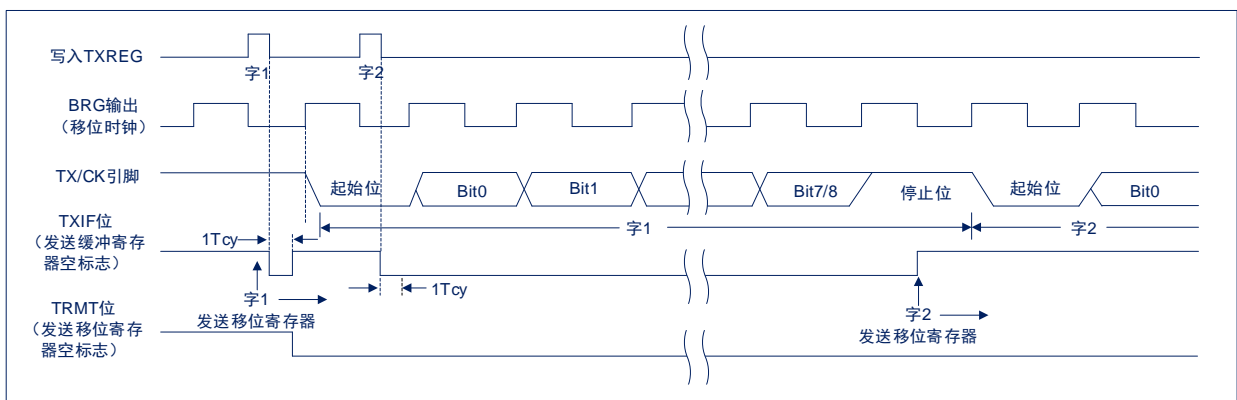 写入TXREG
字1
字2
BRG输出
（移位时钟）
TX/CK引脚
起始位
Bit0
Bit1
Bit7/8
停止位
起始位
Bit0
TXIF位
（发送缓冲寄存
器空标志）
1Tcy
字1
字2
1Tcy
字1
发送移位寄存器
字2
发送移位寄存器
TRMT位
（发送移位寄存
器空标志）